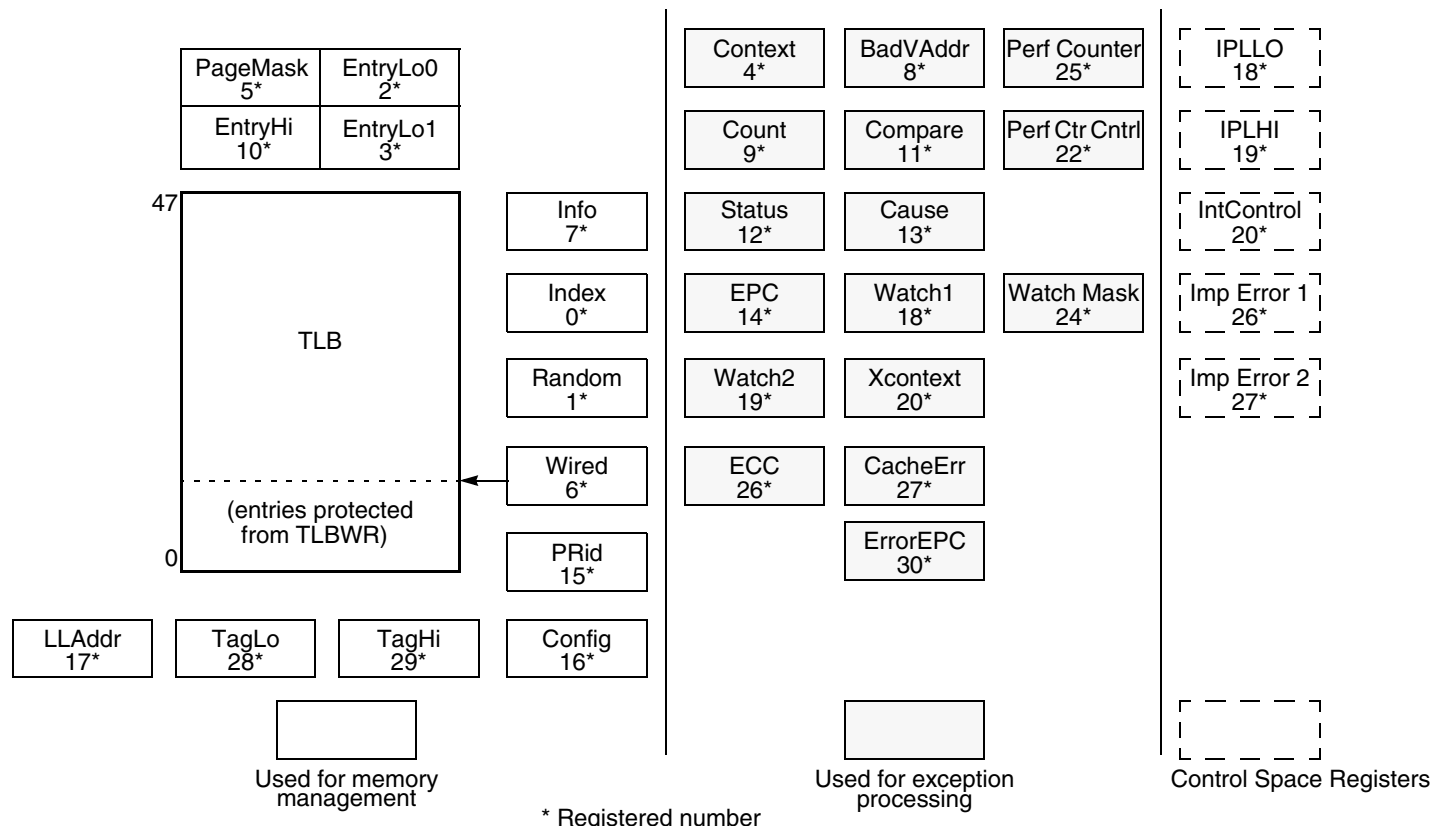 PageMask
5*
EntryLo0
2*
EntryHi
10*
EntryLo1
3*
47
TLB
(entries protected
from TLBWR)
0
Info
7*
Index
0*
Random
1*
Wired
6*
PRid
15*
LLAddr
17*
TagLo
28*
TagHi
29*
Config
16*
Used for memory
management
Context
4*
BadVAddr
8*
Perf Counter
25*
Count
9*
Compare
11*
Perf Ctr Cntrl
22*
Status
12*
Cause
13*
EPC
14*
Watch1
18*
Watch Mask
24*
Watch2
19*
Xcontext
20*
ECC
26*
CacheErr
27*
ErrorEPC
30*
Used for exception
processing
IPLLO
18*
IPLHI
19*
IntControl
20*
Imp Error 1
26*
Imp Error 2
27*
Control Space Registers
* Registered number